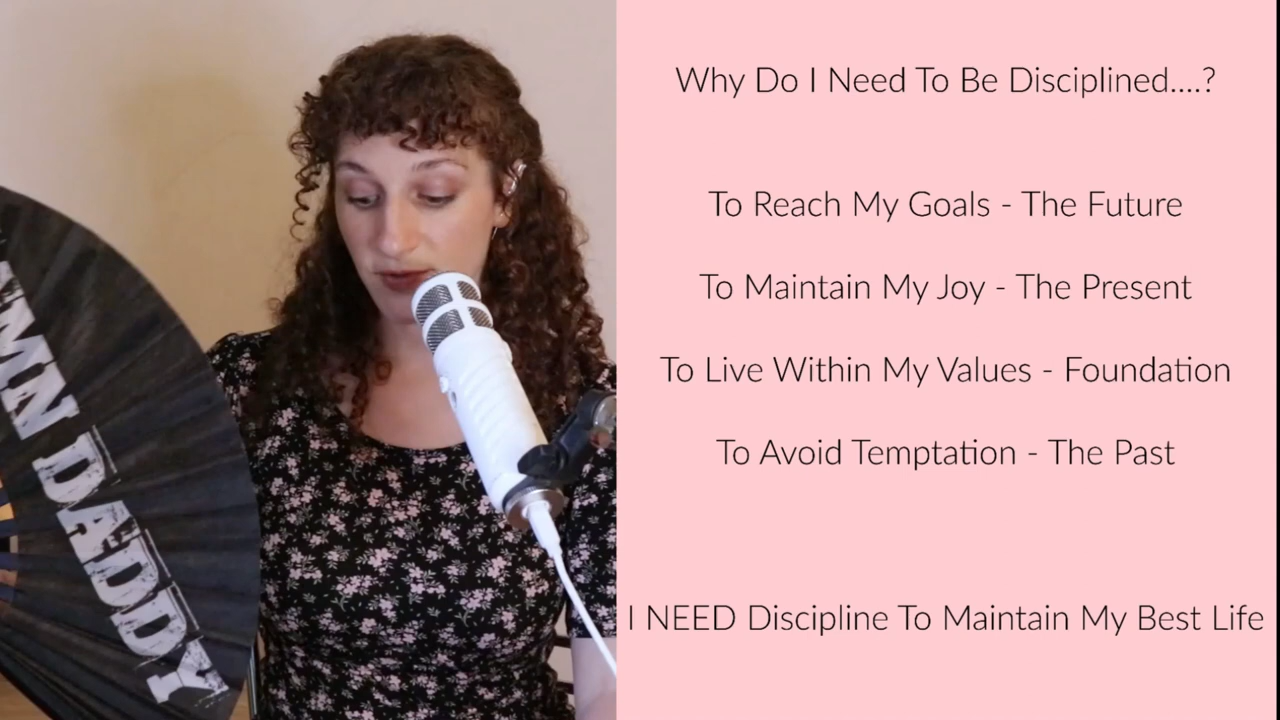 MN DADDY
Why Do I Need To Be Disciplined....?
To Reach My Goals - The Future
To Maintain My Joy - The Present
To Live Within My Values - Foundation
To Avoid Temptation - The Past
I NEED Discipline To Maintain My Best Life